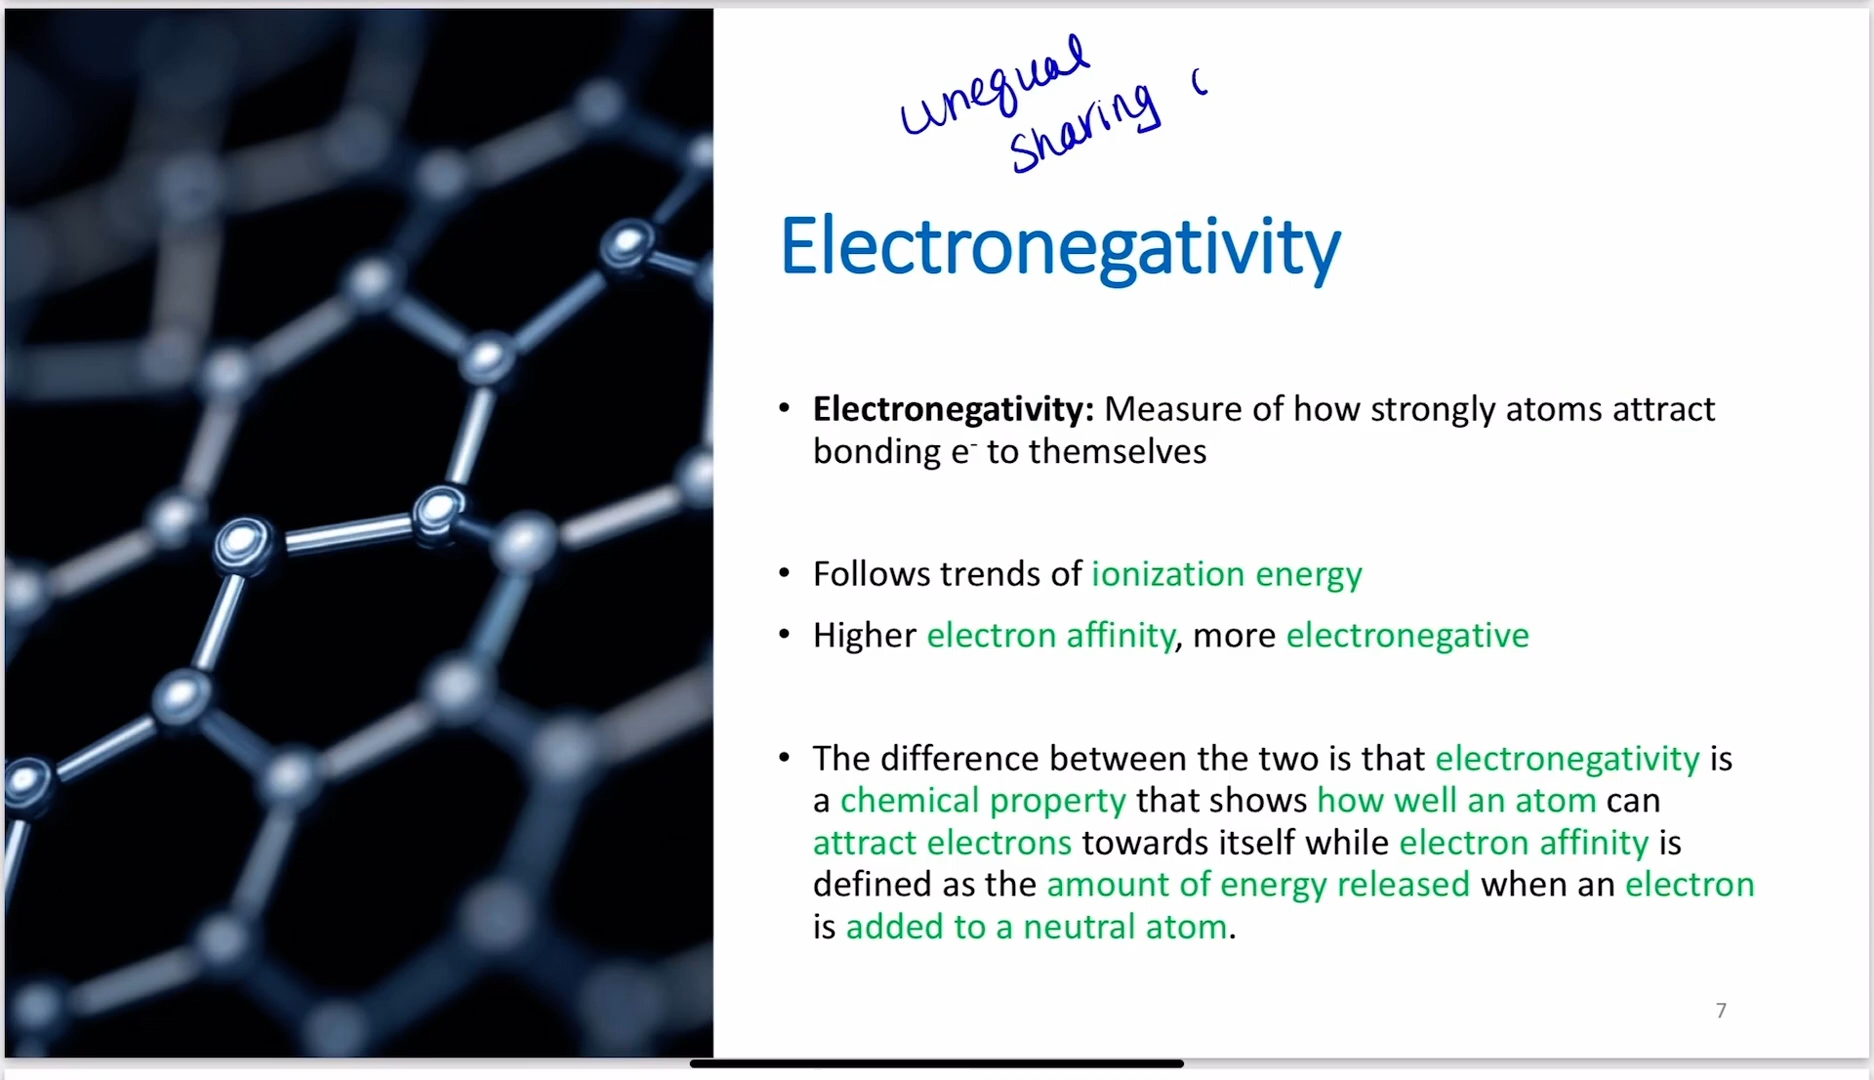 unequal
sharing
Electronegativity
• Electronegativity: Measure of how strongly atoms attract
bonding e⁻ to themselves
• Follows trends of ionization energy
• Higher electron affinity, more electronegative
• The difference between the two is that electronegativity is
a chemical property that shows how well an atom can
attract electrons towards itself while electron affinity is
defined as the amount of energy released when an electron
is added to a neutral atom.
7